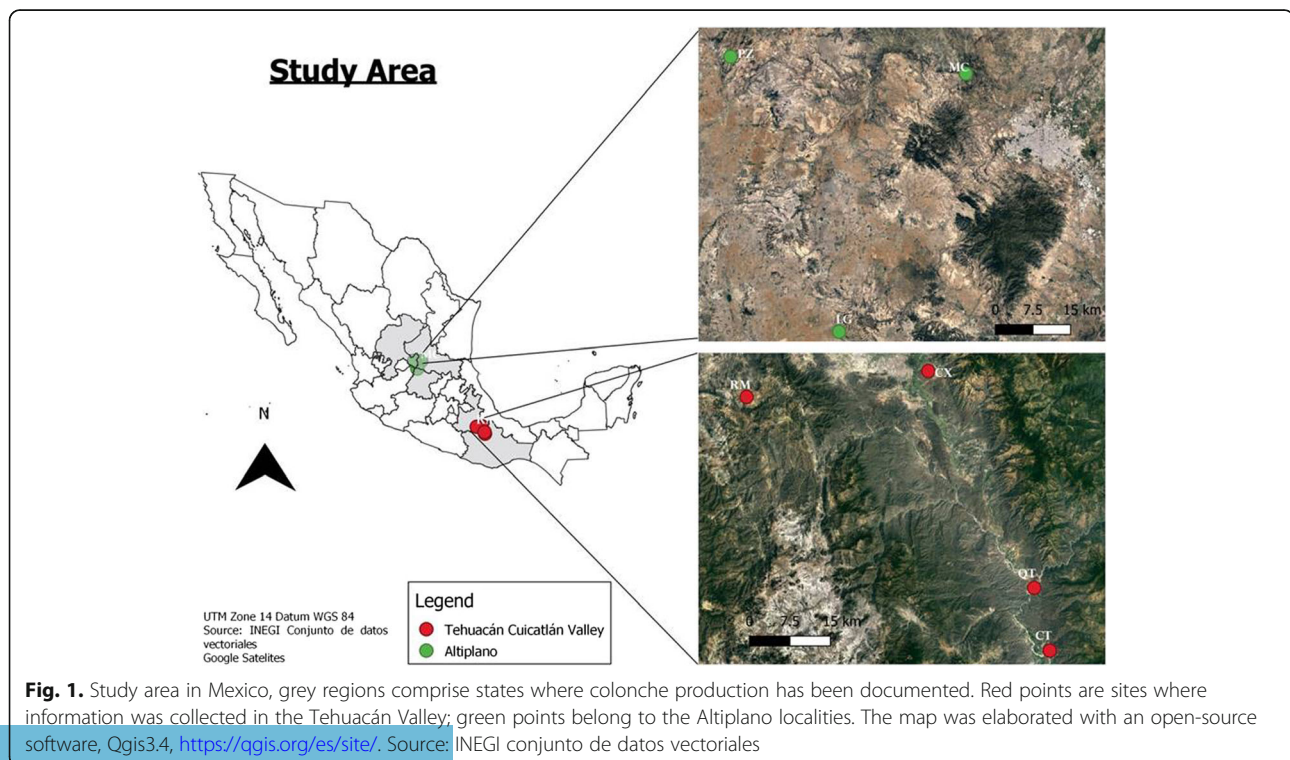 Study Area
PZ
MC
LG
0 7.5 15 km
N
RM
CX
QT
CT
0 7.5 15 km
UTM Zone 14 Datum WGS 84
Source: INEGI Conjunto de datos
vectoriales
Google Satelites
Legend
Tehuacán Cuicatlán Valley
Altiplano
Fig. 1. Study area in Mexico, grey regions comprise states where colonche production has been documented. Red points are sites where
information was collected in the Tehuacán Valley; green points belong to the Altiplano localities. The map was elaborated with an open-source
software, Qgis3.4, https://qgis.org/es/site/. Source: INEGI conjunto de datos vectoriales